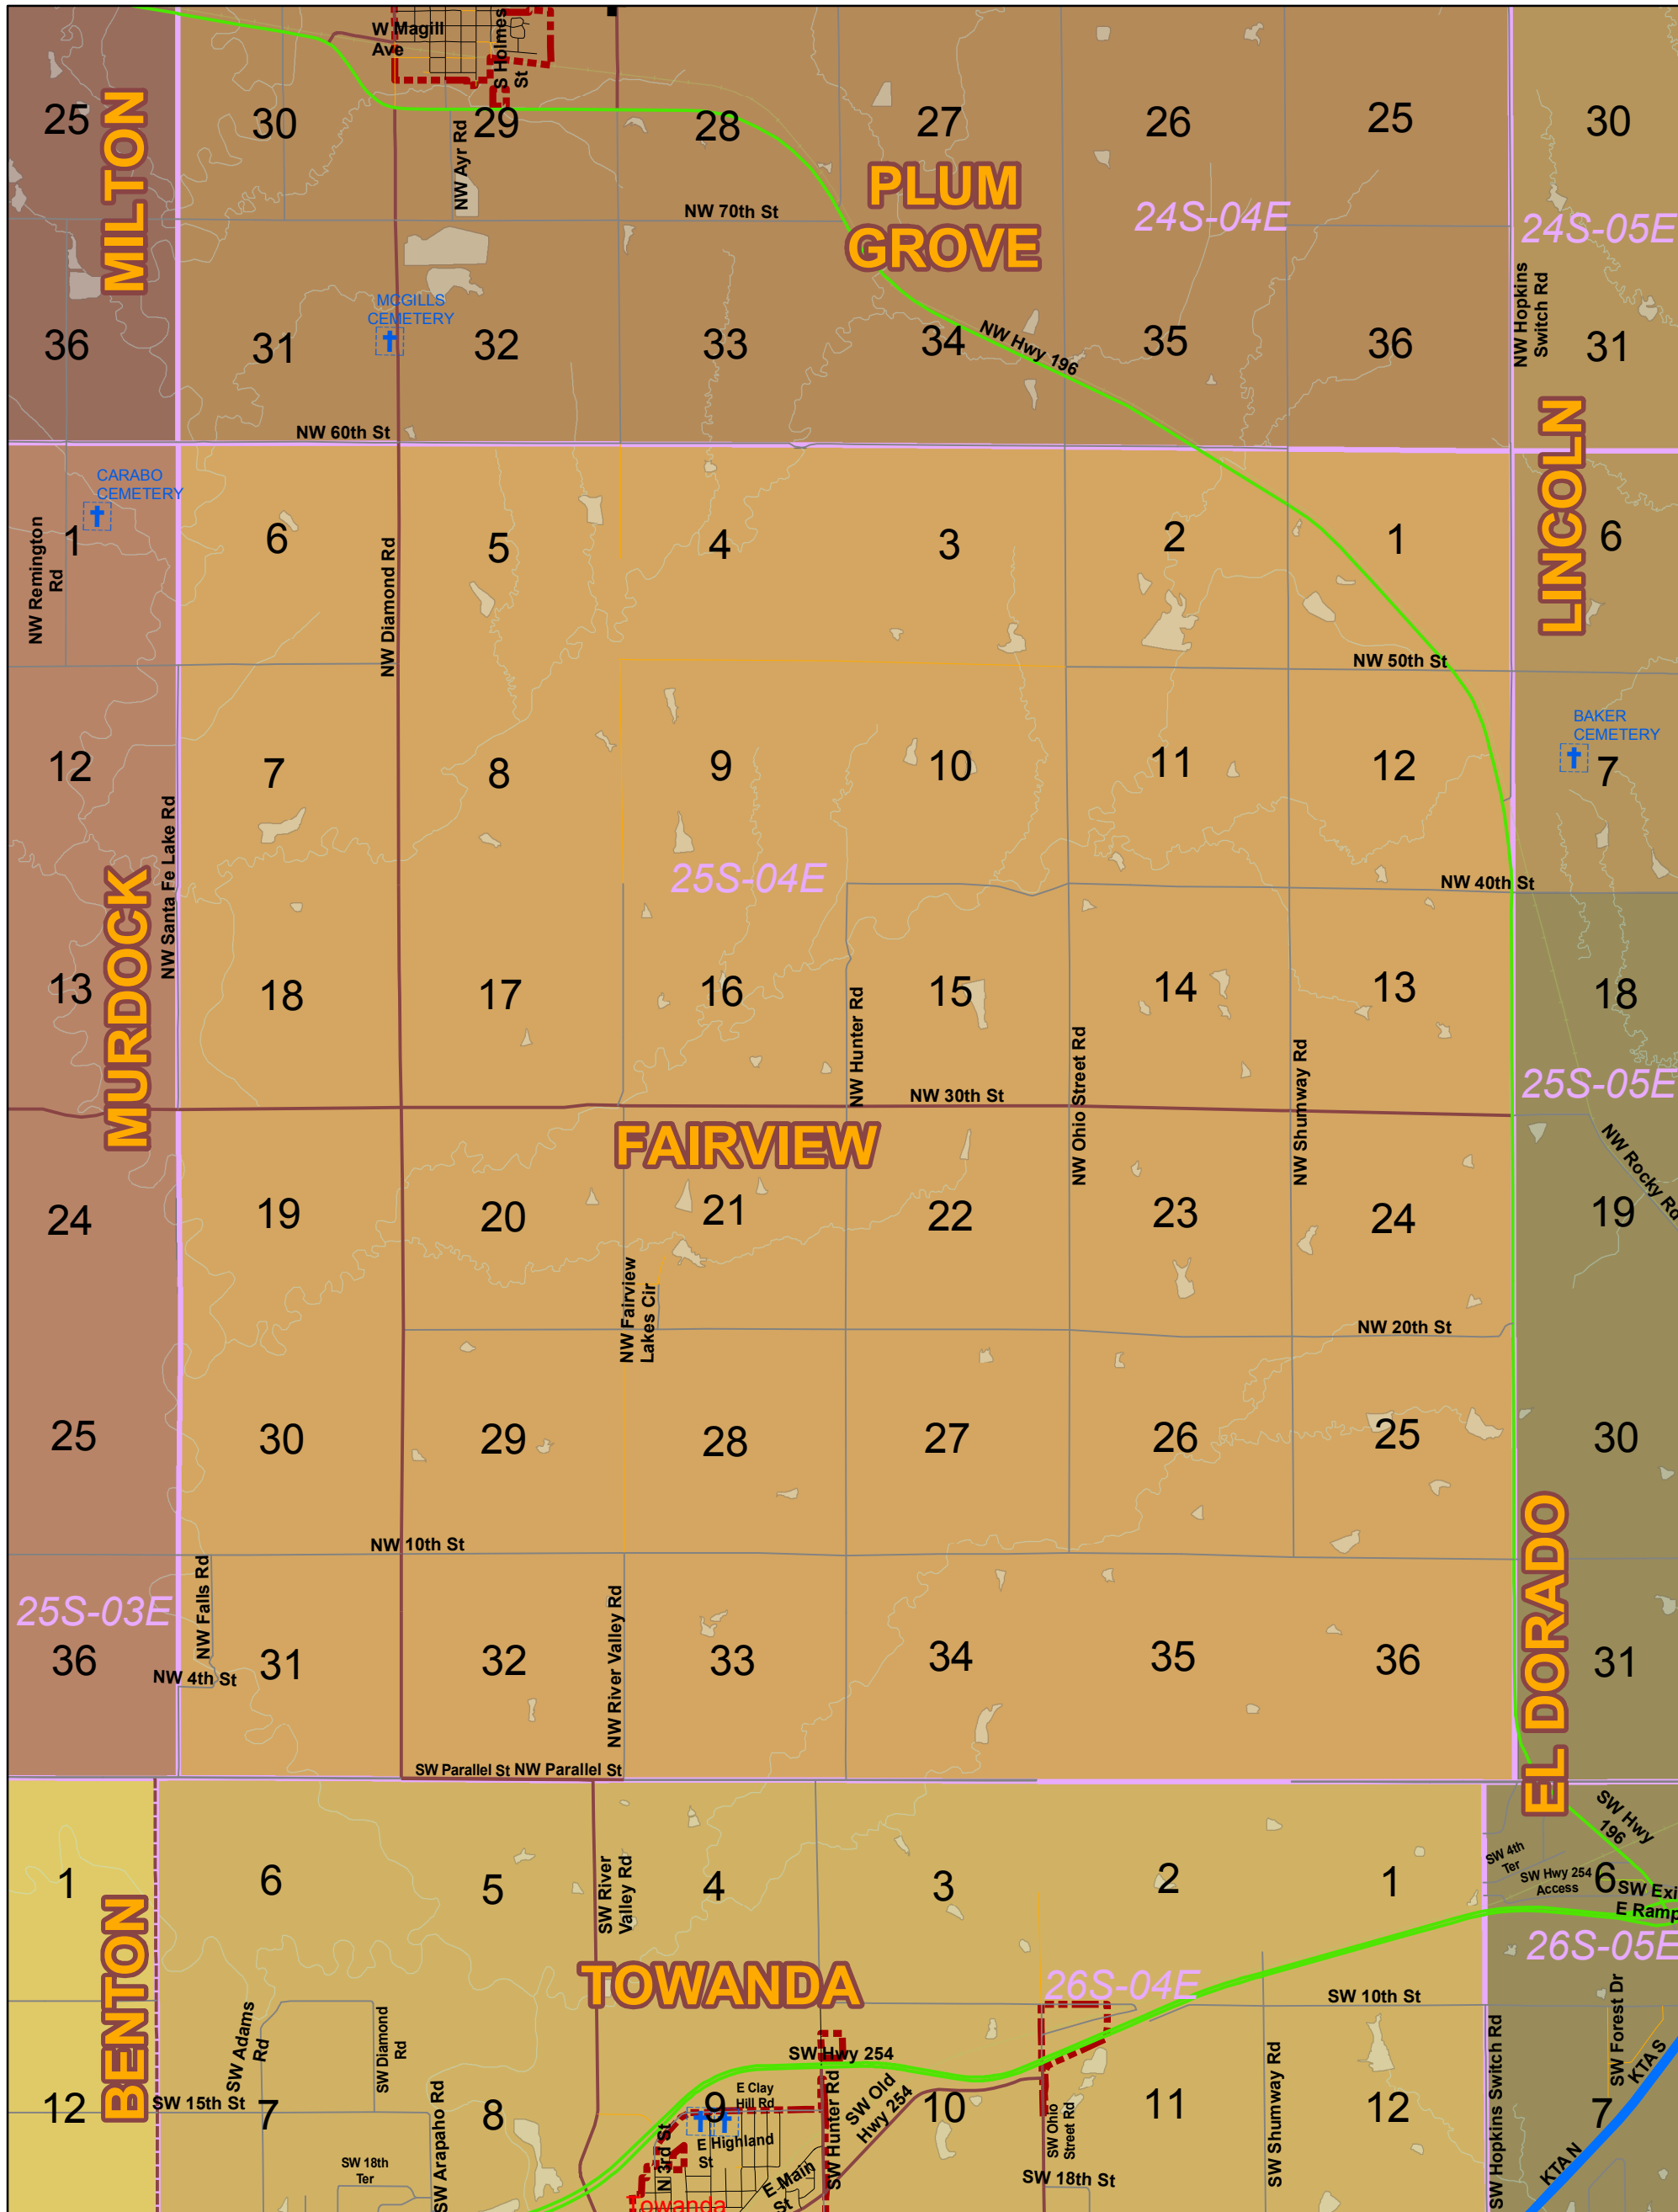 W Magill
Ave
S Holmes
St
25
30
29
28
27
26
25
30
MILTON
NW Ayr Rd
PLUM
GROVE
NW 70th St
24S-04E
24S-05E
NW Hopkins
Switch Rd
MCGILLS
CEMETERY
36
31
32
33
34
NW Hwy 196
35
36
31
NW 60th St
LINCOLN
CARABO
CEMETERY
NW Remington
Rd
1
6
NW Diamond Rd
5
4
3
2
1
6
NW 50th St
BAKER
CEMETERY
12
7
8
9
10
11
12
7
NW Santa Fe Lake Rd
MURDOCK
25S-04E
NW 40th St
13
18
17
16
15
14
13
18
NW Hunter Rd
NW Ohio Street Rd
NW Shumway Rd
25S-05E
NW 30th St
FAIRVIEW
NW Rocky Rd
24
19
20
21
22
23
24
19
NW Fairview
Lakes Cir
NW 20th St
25
30
29
28
27
26
25
30
EL DORADO
NW 10th St
25S-03E
NW Falls Rd
NW River Valley Rd
36
31
32
33
34
35
36
31
NW 4th St
SW Parallel St
NW Parallel St
SW Hwy
196
SW 4th
Ter
SW Hwy 254
Access
1
6
5
SW River
Valley Rd
4
3
2
1
6
SW Exi
E Ramp
BENTON
TOWANDA
26S-04E
26S-05E
SW 10th St
SW Adams
Rd
SW Diamond
Rd
SW Hwy 254
SW Forest Dr
KTA S
12
SW 15th St
7
8
9
10
11
12
7
E Clay
Hill Rd
SW Old
Hwy 254
SW Arapaho Rd
N 3rd St
E Highland
St
SW Hunter Rd
SW Ohio
Street Rd
SW Shumway Rd
SW Hopkins Switch Rd
KTA N
SW 18th
Ter
E Main
St
SW 18th St
Towanda